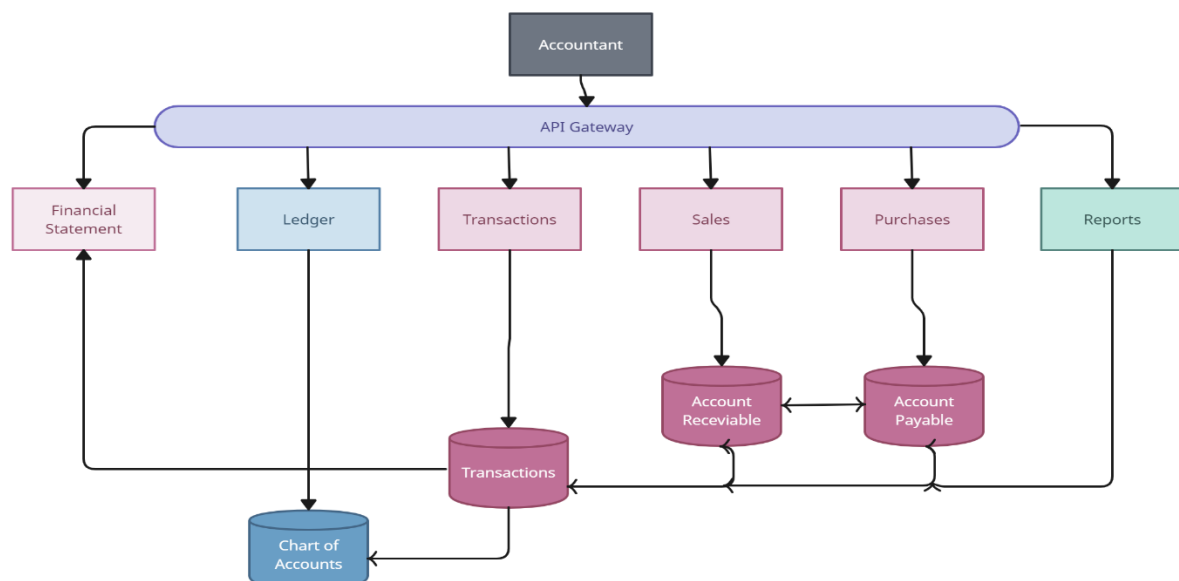 Accountant
API Gateway
Financial
Statement
Ledger
Transactions
Sales
Purchases
Reports
Account
Receviable
Account
Payable
Transactions
Chart of
Accounts